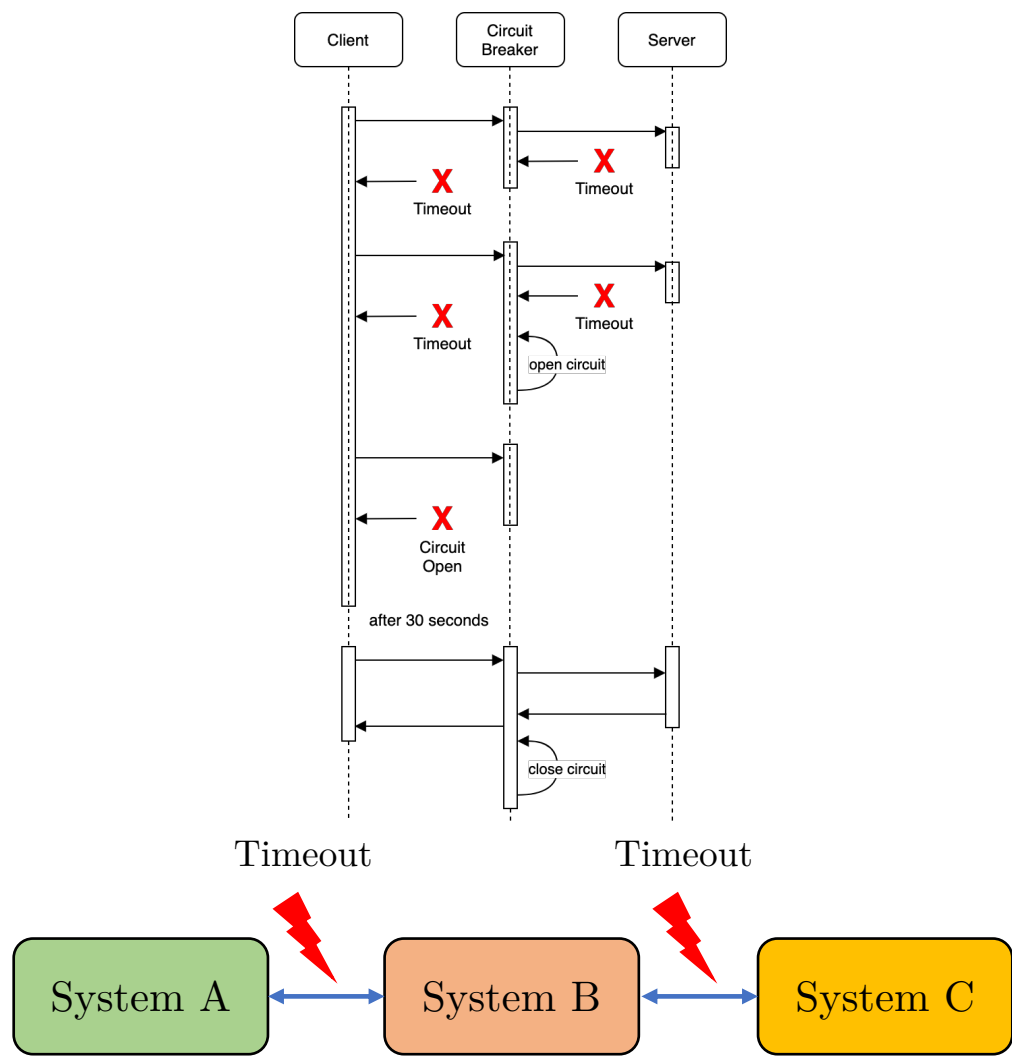 Client
Circuit
Breaker
Server
Timeout
Timeout
Timeout
Timeout
open circuit
Circuit
Open
after 30 seconds
close circuit
Timeout
Timeout
System A
System B
System C